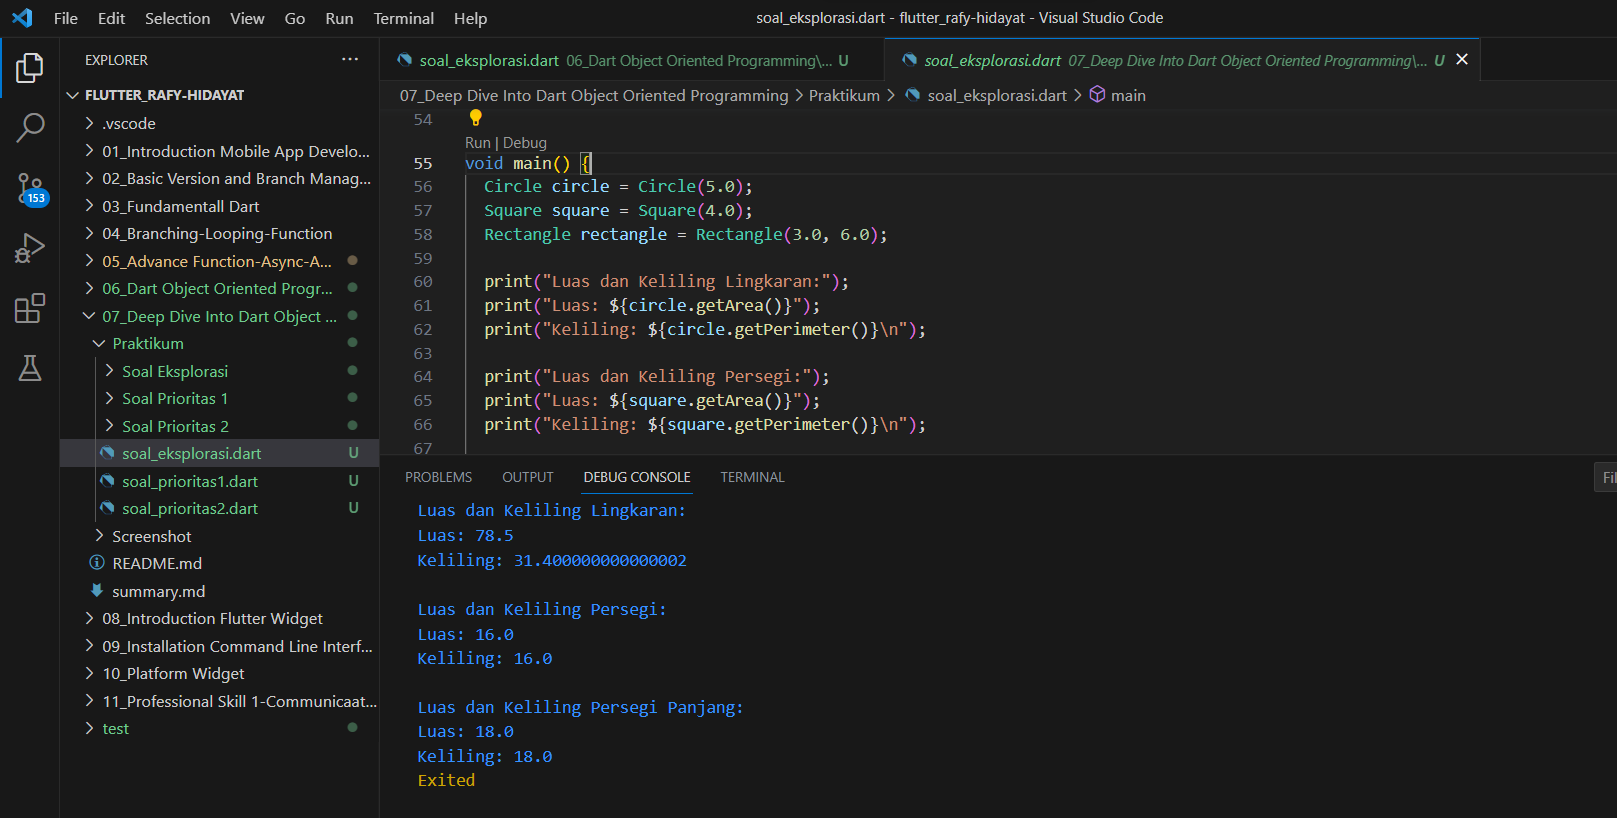 File Edit Selection View Go Run Terminal Help
soal_eksplorasi.dart - flutter_rafy-hidayat - Visual Studio Code
EXPLORER ···
FLUTTER_RAFY-HIDAYAT
.vscode
01_Introduction Mobile App Develo...
02_Basic Version and Branch Manag...
03_Fundamentall Dart
04_Branching-Looping-Function
05_Advance Function-Async-A...
06_Dart Object Oriented Progr...
07_Deep Dive Into Dart Object ...
Praktikum
Soal Eksplorasi
Soal Prioritas 1
Soal Prioritas 2
soal_eksplorasi.dart U
soal_prioritas1.dart U
soal_prioritas2.dart U
Screenshot
README.md
summary.md
08_Introduction Flutter Widget
09_Installation Command Line Interf...
10_Platform Widget
11_Professional Skill 1-Communicaat...
test
153
soal_eksplorasi.dart 06_Dart Object Oriented Programming\... U
soal_eksplorasi.dart 07_Deep Dive Into Dart Object Oriented Programming\... U
07_Deep Dive Into Dart Object Oriented Programming > Praktikum > soal_eksplorasi.dart > main
54
Run | Debug
55 void main() {
56 Circle circle = Circle(5.0);
57 Square square = Square(4.0);
58 Rectangle rectangle = Rectangle(3.0, 6.0);
59
60 print("Luas dan Keliling Lingkaran:");
61 print("Luas: ${circle.getArea()}");
62 print("Keliling: ${circle.getPerimeter()}\n");
63
64 print("Luas dan Keliling Persegi:");
65 print("Luas: ${square.getArea()}");
66 print("Keliling: ${square.getPerimeter()}\n");
67
PROBLEMS OUTPUT DEBUG CONSOLE TERMINAL
Fil
Luas dan Keliling Lingkaran:
Luas: 78.5
Keliling: 31.400000000000002
Luas dan Keliling Persegi:
Luas: 16.0
Keliling: 16.0
Luas dan Keliling Persegi Panjang:
Luas: 18.0
Keliling: 18.0
Exited